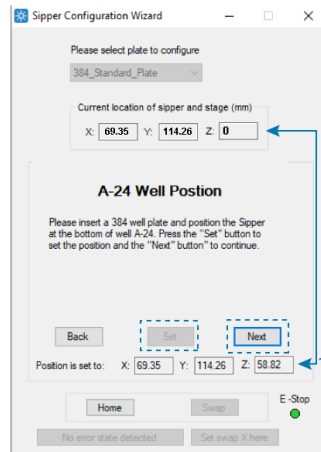 Sipper Configuration Wizard
Please select plate to configure
384_Standard_Plate
Current location of sipper and stage (mm)
X: 69.35 Y: 114.26 Z: 0
A-24 Well Postion
Please insert a 384 well plate and position the Sipper
at the bottom of well A-24. Press the "Set" button to
set the position and the "Next" button" to continue.
Back Set Next
Position is set to: X: 69.35 Y: 114.26 Z: 58.82
Home Swap E -Stop
No error state detected Set swap X here